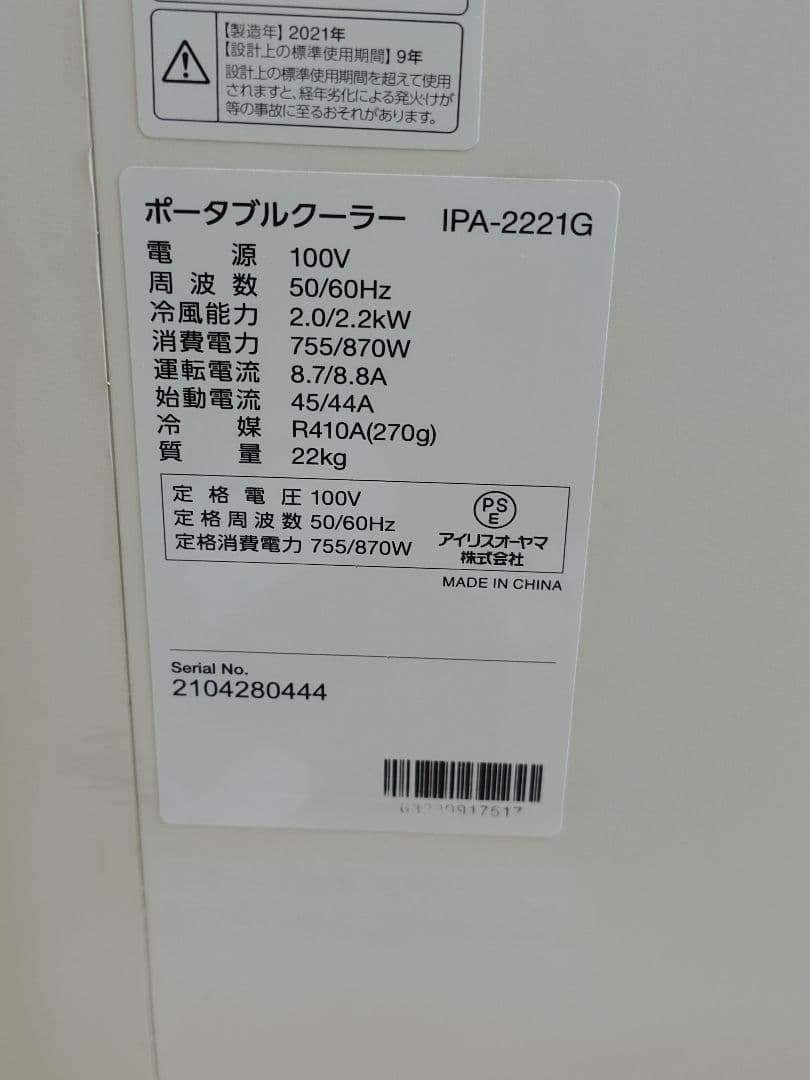 【製造年】2021年
【設計上の標準使用期間】9年
設計上の標準使用期間を超えて使用
されますと、経年劣化による発火・けが
等の事故に至るおそれがあります。
ポータブルクーラー IPA-2221G
電源 100V
周波数 50/60Hz
冷風能力 2.0/2.2kW
消費電力 755/870W
運転電流 8.7/8.8A
始動電流 45/44A
冷媒 R410A(270g)
質量 22kg
定格電圧 100V
定格周波数 50/60Hz
定格消費電力 755/870W
PS
E
アイリスオーヤマ
株式会社
MADE IN CHINA
Serial No.
2104280444